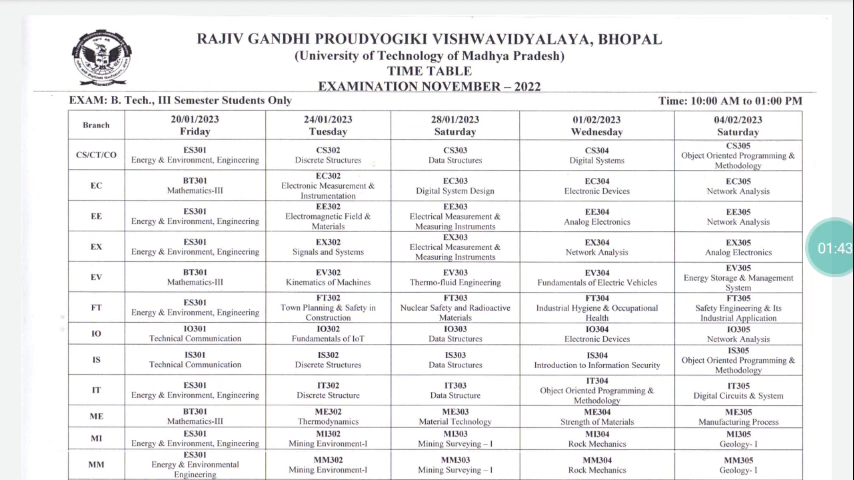 RAJIV GANDHI PROUDYOGIKI VISHWAVIDYALAYA, BHOPAL
(University of Technology of Madhya Pradesh)
TIME TABLE
EXAMINATION NOVEMBER – 2022
EXAM: B. Tech., III Semester Students Only Time: 10:00 AM to 01:00 PM
Branch 20/01/2023 Friday 24/01/2023 Tuesday 28/01/2023 Saturday 01/02/2023 Wednesday 04/02/2023 Saturday
CS/CT/CO ES301 Energy & Environment, Engineering CS302 Discrete Structures CS303 Data Structures CS304 Digital Systems CS305 Object Oriented Programming & Methodology
EC BT301 Mathematics-III EC302 Electronic Measurement & Instrumentation EC303 Digital System Design EC304 Electronic Devices EC305 Network Analysis
EE ES301 Energy & Environment, Engineering EE302 Electromagnetic Field & Materials EE303 Electrical Measurement & Measuring Instruments EE304 Analog Electronics EE305 Network Analysis
EX ES301 Energy & Environment, Engineering EX302 Signals and Systems EX303 Electrical Measurement & Measuring Instruments EX304 Network Analysis EX305 Analog Electronics
EV BT301 Mathematics-III EV302 Kinematics of Machines EV303 Thermo-fluid Engineering EV304 Fundamentals of Electric Vehicles EV305 Energy Storage & Management System
FT ES301 Energy & Environment, Engineering FT302 Town Planning & Safety in Construction FT303 Nuclear Safety and Radioactive Materials FT304 Industrial Hygiene & Occupational Health FT305 Safety Engineering & Its Industrial Application
IO IO301 Technical Communication IO302 Fundamentals of IoT IO303 Data Structures IO304 Electronic Devices IO305 Network Analysis
IS IS301 Technical Communication IS302 Discrete Structures IS303 Data Structures IS304 Introduction to Information Security IS305 Object Oriented Programming & Methodology
IT ES301 Energy & Environment, Engineering IT302 Discrete Structure IT303 Data Structure IT304 Object Oriented Programming & Methodology IT305 Digital Circuits & System
ME BT301 Mathematics-III ME302 Thermodynamics ME303 Material Technology ME304 Strength of Materials ME305 Manufacturing Process
MI ES301 Energy & Environment, Engineering MI302 Mining Environment-I MI303 Mining Surveying – I MI304 Rock Mechanics MI305 Geology- I
MM ES301 Energy & Environmental Engineering MM302 Mining Environment-I MM303 Mining Surveying – I MM304 Rock Mechanics MM305 Geology- I
01:43